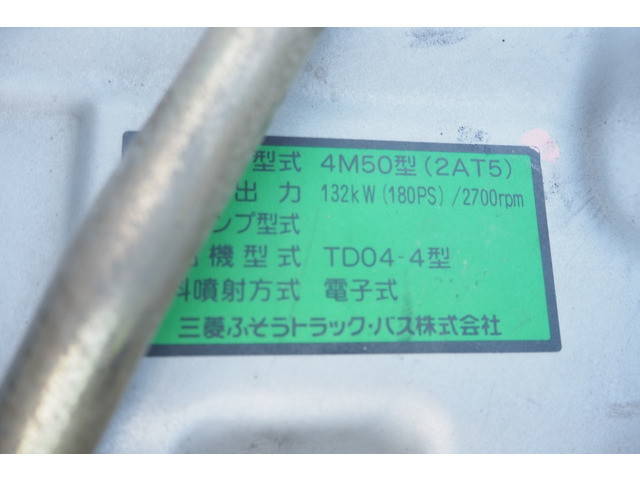 型式 4M50型(2AT5)
出力 132kW(180PS)/2700rpm
ンプ型式
機型式 TD04-4型
料噴射方式 電子式
三菱ふそうトラック・バス株式会社